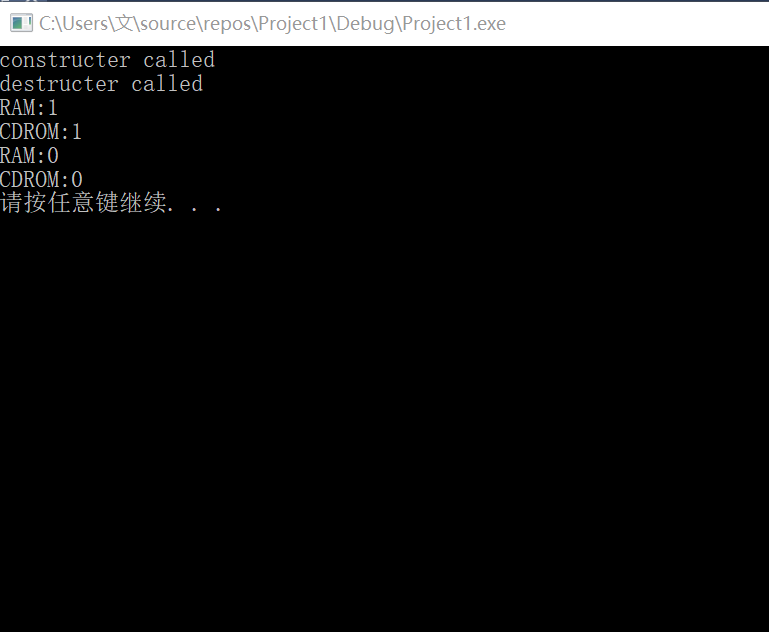 C:\Users\文\source\repos\Project1\Debug\Project1.exe
constructer called
destructer called
RAM:1
CDROM:1
RAM:0
CDROM:0
请按任意键继续. . .